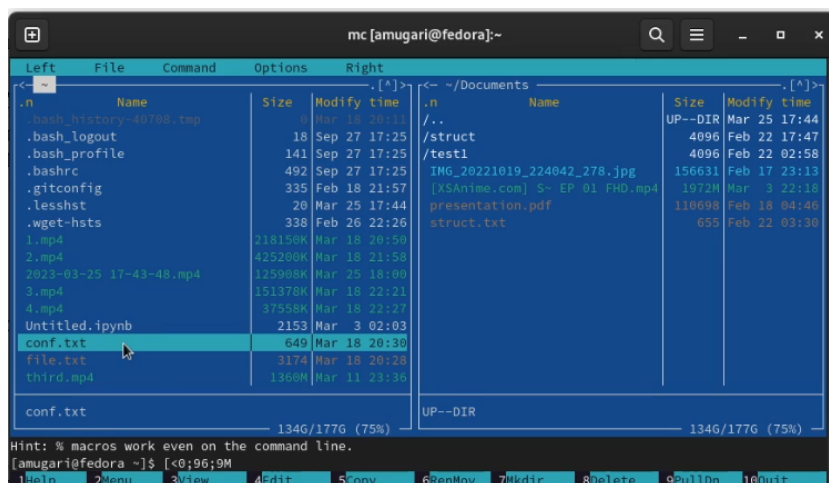 mc [amugari@fedora]:~
Left File Command Options Right
<— ~ .[^]>
.n Name Size Modify time
.bash_history-40708.tmp 0 Mar 18 20:11
.bash_logout 18 Sep 27 17:25
.bash_profile 141 Sep 27 17:25
.bashrc 492 Sep 27 17:25
.gitconfig 335 Feb 18 21:57
.lesshst 20 Mar 25 17:44
.wget-hsts 338 Feb 26 22:26
1.mp4 218150K Mar 18 20:50
2.mp4 425200K Mar 18 21:58
2023-03-25 17-43-48.mp4 125908K Mar 25 18:00
3.mp4 151378K Mar 18 22:21
4.mp4 37558K Mar 18 22:27
Untitled.ipynb 2153 Mar 3 02:03
conf.txt 649 Mar 18 20:30
file.txt 3174 Mar 18 20:28
third.mp4 1360M Mar 11 23:36
conf.txt
134G/177G (75%)
<— ~/Documents .[^]>
.n Name Size Modify time
/.. UP--DIR Mar 25 17:44
/struct 4096 Feb 22 17:47
/test1 4096 Feb 22 02:58
IMG_20221019_224042_278.jpg 156631 Feb 17 23:13
[XSAnime.com] S~ EP 01 FHD.mp4 1972M Mar 3 22:18
presentation.pdf 110698 Feb 18 04:46
struct.txt 655 Feb 22 03:30
UP--DIR
134G/177G (75%)
Hint: % macros work even on the command line.
[amugari@fedora ~]$ [<0;96;9M
1Help 2Menu 3View 4Edit 5Copy 6RenMov 7Mkdir 8Delete 9PullDn 10Quit